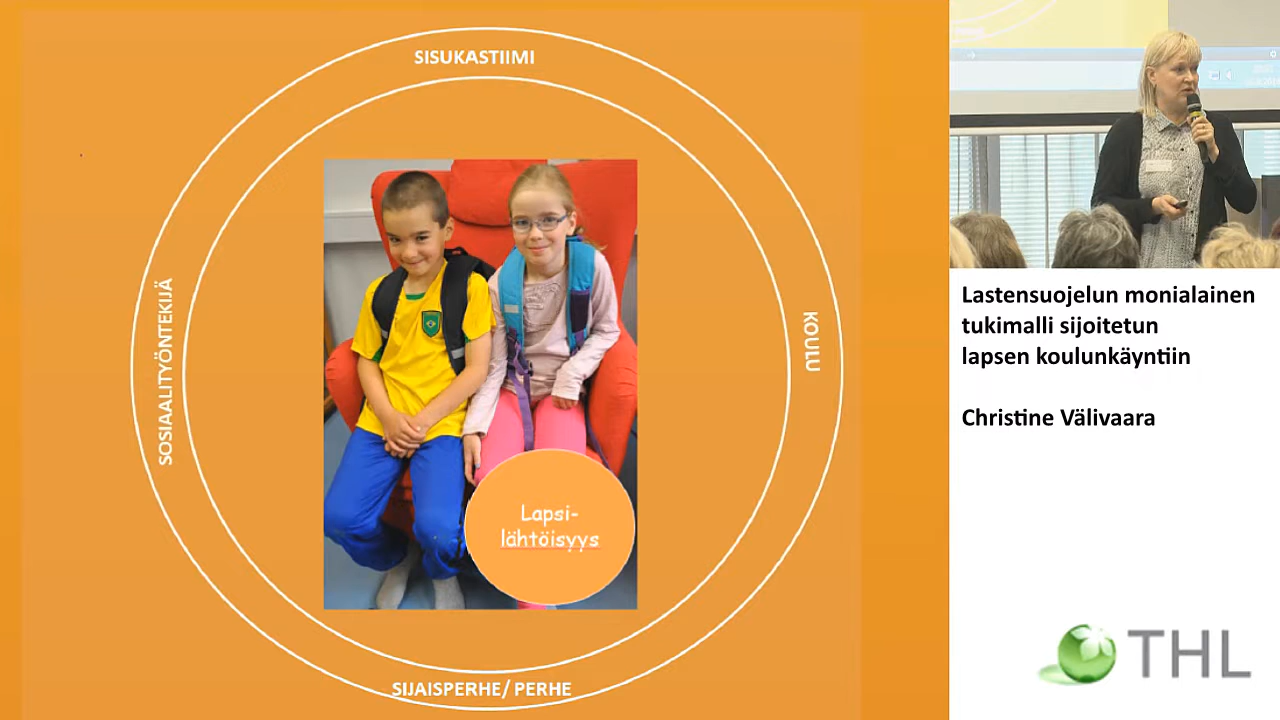 SISUKASTIIMI
SOSIAALITYÖNTEKIJÄ
KOULU
Lapsi-
lähtöisyys
SIJAISPERHE/ PERHE
Lastensuojelun monialainen
tukimalli sijoitetun
lapsen koulunkäyntiin
Christine Välivaara
THL